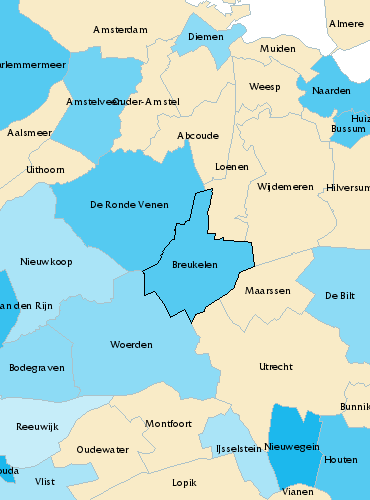 Almere
Amsterdam
Diemen
Muiden
arlemmermeer
Weesp
Naarden
Amstelveen
Ouder-Amstel
Huiz
Bussum
Aalsmeer
Abcoude
Uithoorn
Loenen
Wijdemeren
Hilversum
De Ronde Venen
Nieuwkoop
Breukelen
Maarssen
De Bilt
an den Rijn
Woerden
Bodegraven
Utrecht
Bunnik
Reeuwijk
Montfoort
Oudewater
IJsselstein
Nieuwegein
Houten
ouda
Vlist
Lopik
Vianen